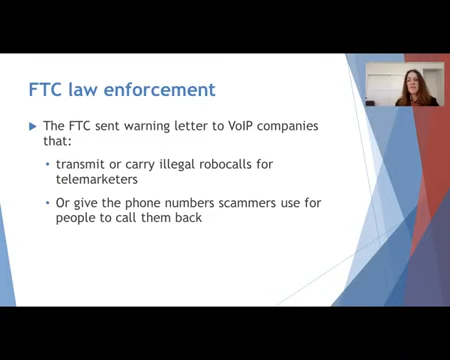 FTC law enforcement
The FTC sent warning letter to VoIP companies
that:
transmit or carry illegal robocalls for
telemarketers
Or give the phone numbers scammers use for
people to call them back